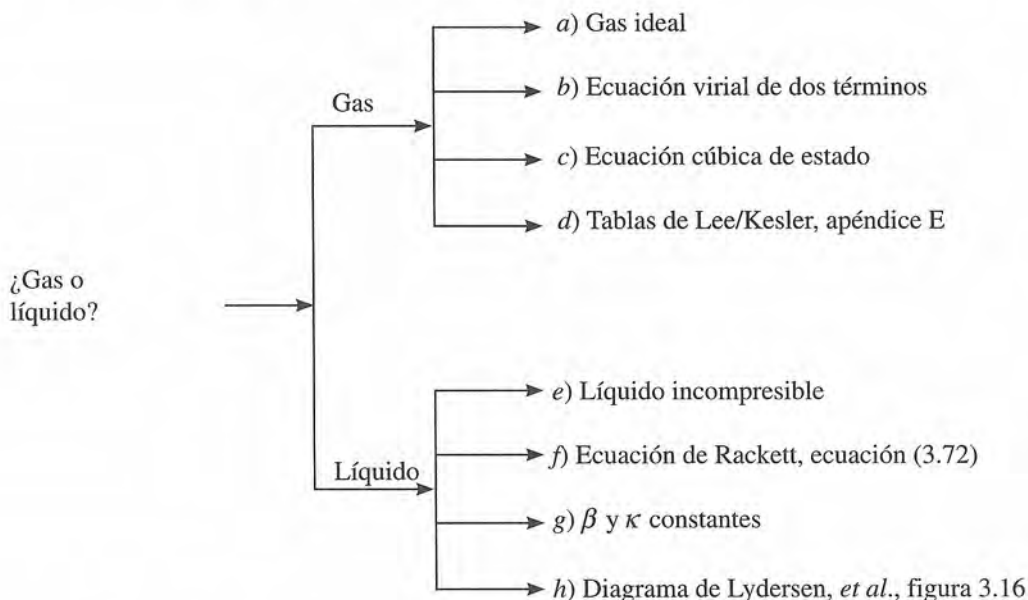 a) Gas ideal
b) Ecuación virial de dos términos
Gas
c) Ecuación cúbica de estado
d) Tablas de Lee/Kesler, apéndice E
¿Gas o
líquido?
e) Líquido incompresible
f) Ecuación de Rackett, ecuación (3.72)
Líquido
g) β y κ constantes
h) Diagrama de Lydersen, et al., figura 3.16